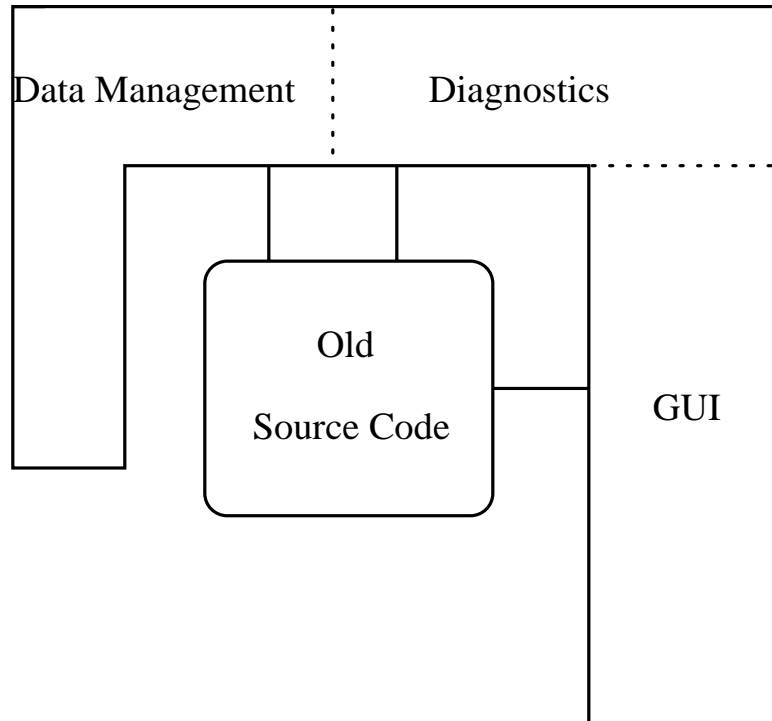 Data Management
Diagnostics
Old
Source Code
GUI